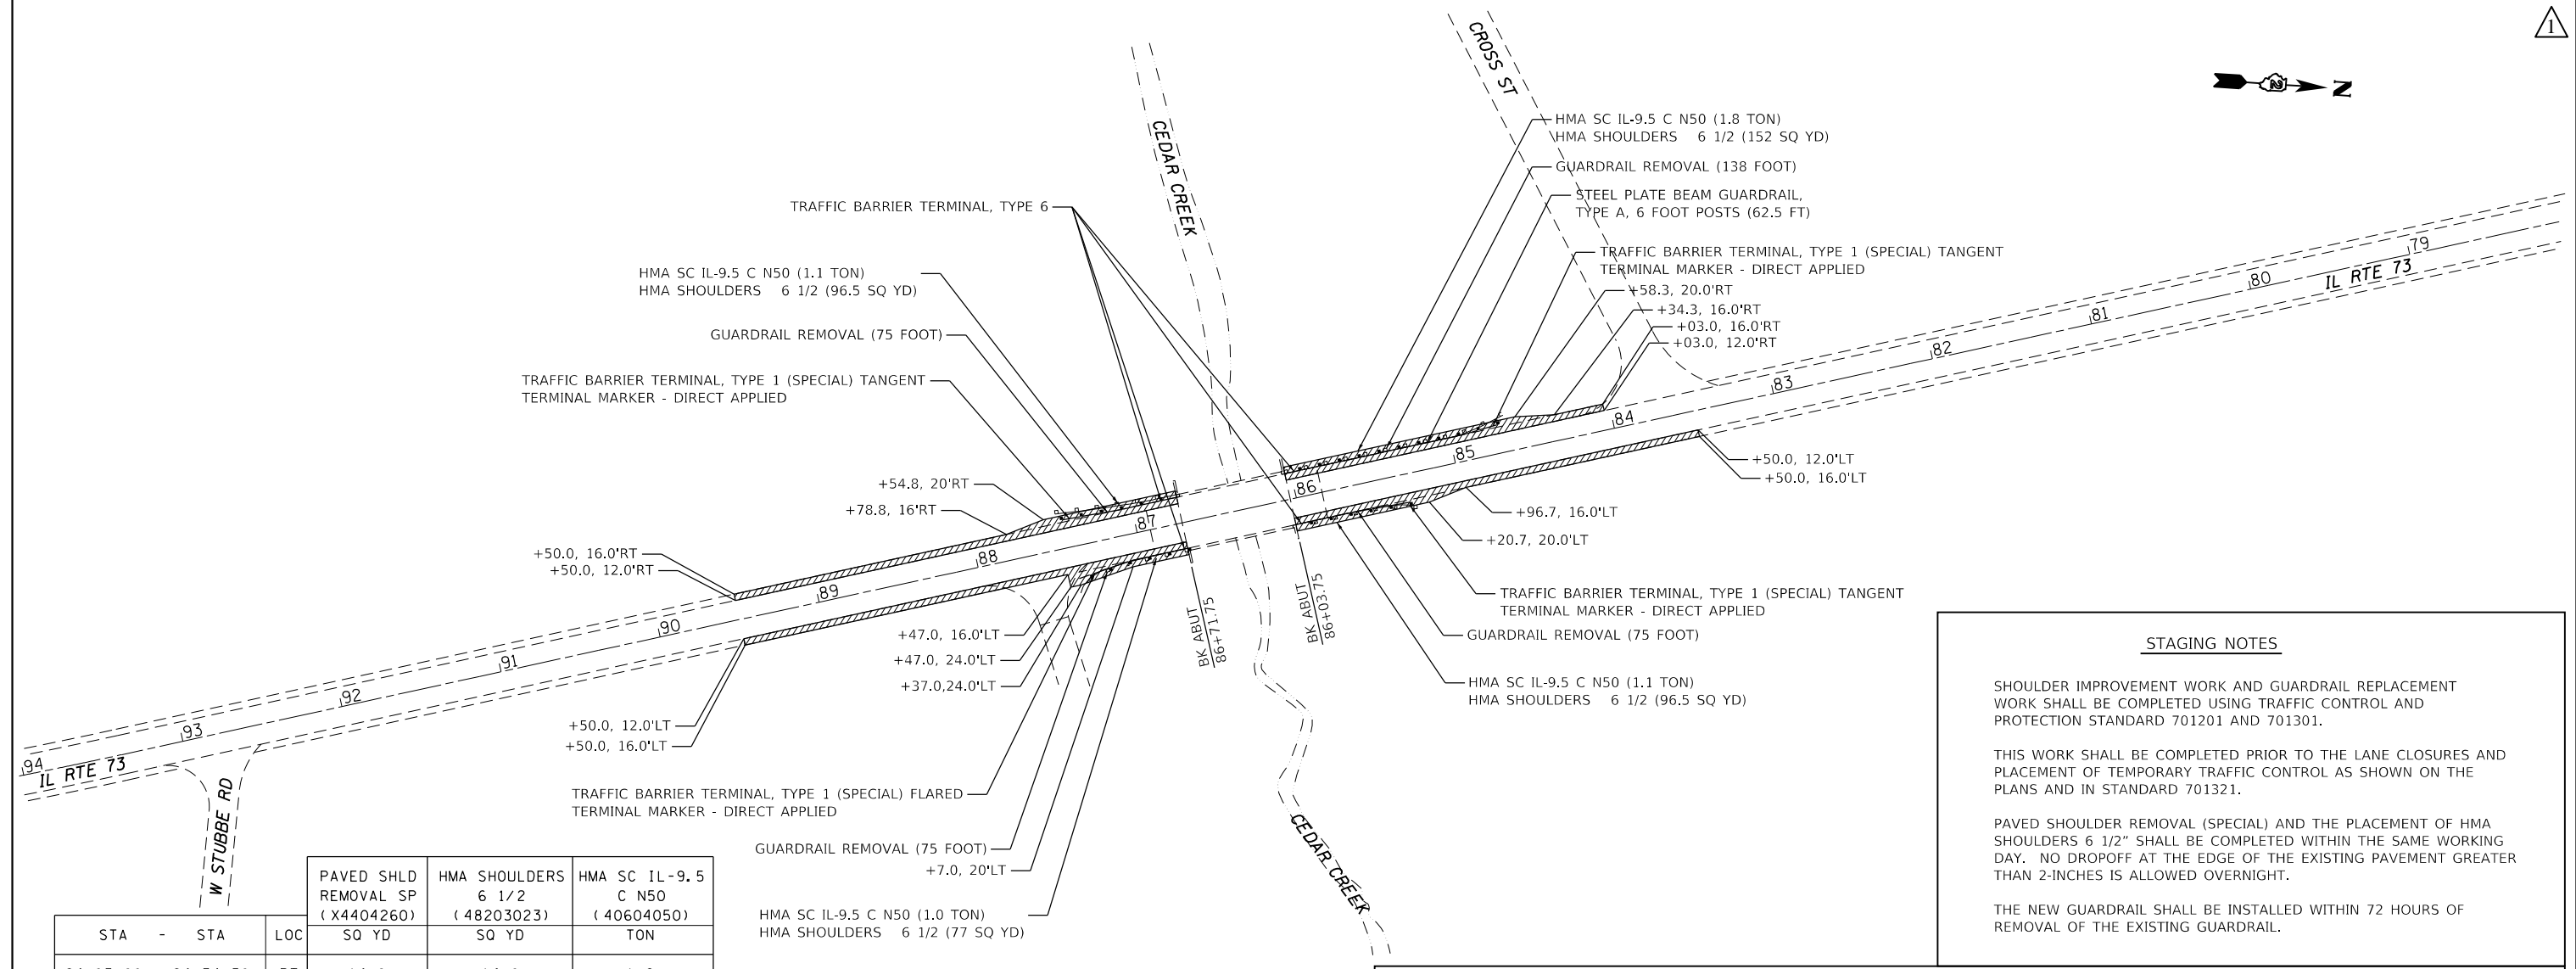 1
N
CROSS ST
CEDAR CREEK
HMA SC IL-9.5 C N50 (1.8 TON)
HMA SHOULDERS 6 1/2 (152 SQ YD)
GUARDRAIL REMOVAL (138 FOOT)
STEEL PLATE BEAM GUARDRAIL,
TYPE A, 6 FOOT POSTS (62.5 FT)
TRAFFIC BARRIER TERMINAL, TYPE 6
TRAFFIC BARRIER TERMINAL, TYPE 1 (SPECIAL) TANGENT
TERMINAL MARKER - DIRECT APPLIED
+58.3, 20.0'RT
+34.3, 16.0'RT
+03.0, 16.0'RT
+03.0, 12.0'RT
HMA SC IL-9.5 C N50 (1.1 TON)
HMA SHOULDERS 6 1/2 (96.5 SQ YD)
GUARDRAIL REMOVAL (75 FOOT)
TRAFFIC BARRIER TERMINAL, TYPE 1 (SPECIAL) TANGENT
TERMINAL MARKER - DIRECT APPLIED
79
80
IL RTE 73
81
82
83
84
85
86
87
88
89
90
91
92
93
94
IL RTE 73
+54.8, 20'RT
+78.8, 16'RT
+50.0, 16.0'RT
+50.0, 12.0'RT
+50.0, 12.0'LT
+50.0, 16.0'LT
+96.7, 16.0'LT
+20.7, 20.0'LT
TRAFFIC BARRIER TERMINAL, TYPE 1 (SPECIAL) TANGENT
TERMINAL MARKER - DIRECT APPLIED
GUARDRAIL REMOVAL (75 FOOT)
HMA SC IL-9.5 C N50 (1.1 TON)
HMA SHOULDERS 6 1/2 (96.5 SQ YD)
BK ABUT
86+71.75
BK ABUT
86+03.75
+47.0, 16.0'LT
+47.0, 24.0'LT
+37.0,24.0'LT
+50.0, 12.0'LT
+50.0, 16.0'LT
TRAFFIC BARRIER TERMINAL, TYPE 1 (SPECIAL) FLARED
TERMINAL MARKER - DIRECT APPLIED
GUARDRAIL REMOVAL (75 FOOT)
+7.0, 20'LT
HMA SC IL-9.5 C N50 (1.0 TON)
HMA SHOULDERS 6 1/2 (77 SQ YD)
W STUBBE RD
CEDAR CREEK
STAGING NOTES
SHOULDER IMPROVEMENT WORK AND GUARDRAIL REPLACEMENT
WORK SHALL BE COMPLETED USING TRAFFIC CONTROL AND
PROTECTION STANDARD 701201 AND 701301.
THIS WORK SHALL BE COMPLETED PRIOR TO THE LANE CLOSURES AND
PLACEMENT OF TEMPORARY TRAFFIC CONTROL AS SHOWN ON THE
PLANS AND IN STANDARD 701321.
PAVED SHOULDER REMOVAL (SPECIAL) AND THE PLACEMENT OF HMA
SHOULDERS 6 1/2" SHALL BE COMPLETED WITHIN THE SAME WORKING
DAY. NO DROPOFF AT THE EDGE OF THE EXISTING PAVEMENT GREATER
THAN 2-INCHES IS ALLOWED OVERNIGHT.
THE NEW GUARDRAIL SHALL BE INSTALLED WITHIN 72 HOURS OF
REMOVAL OF THE EXISTING GUARDRAIL.
PAVED SHLD HMA SHOULDERS HMA SC IL-9.5
REMOVAL SP 6 1/2 C N50
(X4404260) (48203023) (40604050)
STA - STA LOC SQ YD SQ YD TON